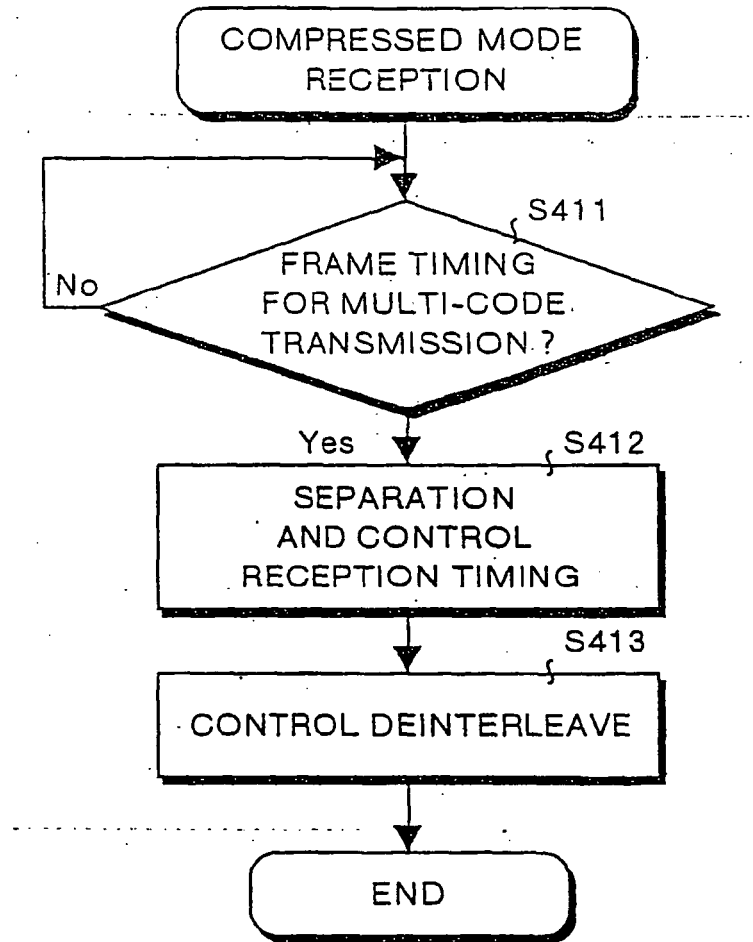 COMPRESSED MODE
RECEPTION
S411
FRAME TIMING
FOR MULTI-CODE
TRANSMISSION ?
No
Yes
S412
SEPARATION
AND CONTROL
RECEPTION TIMING
S413
CONTROL DEINTERLEAVE
END